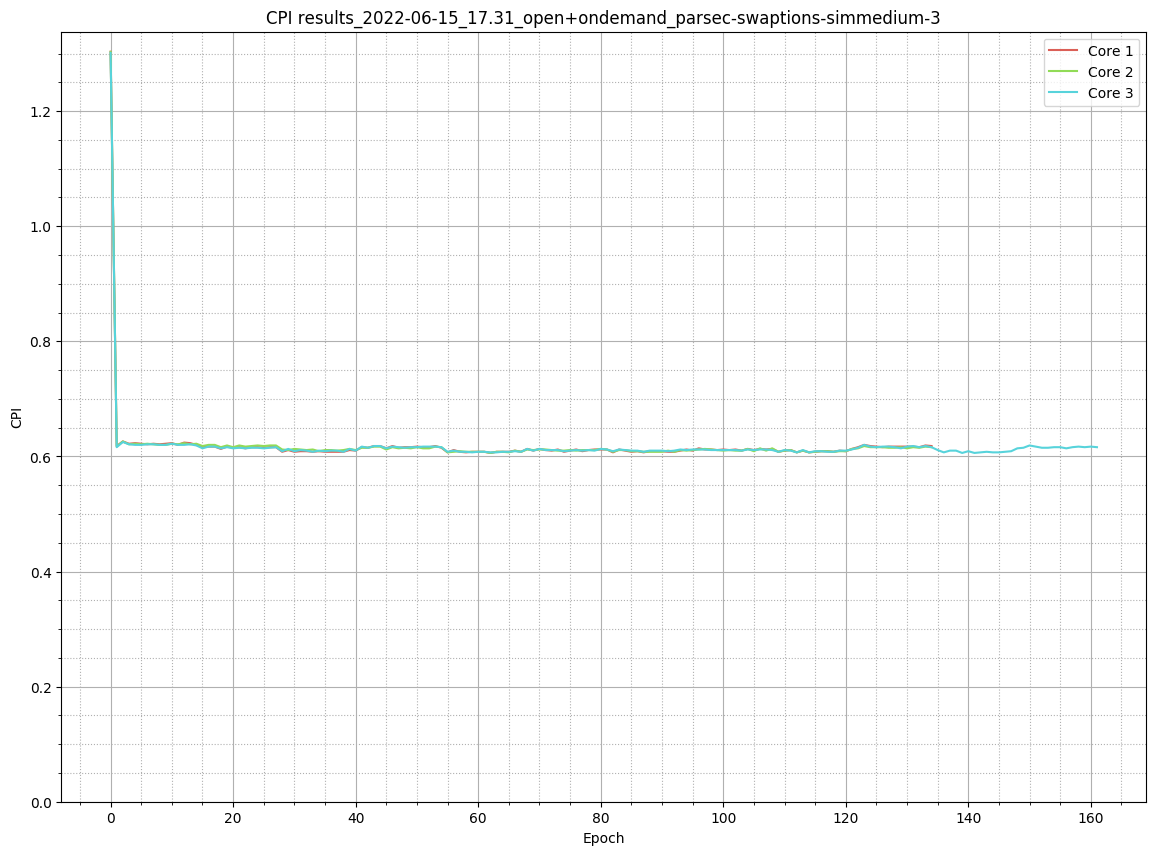 CPI results_2022-06-15_17.31_open+ondemand_parsec-swaptions-simmedium-3
Core 1
Core 2
Core 3
CPI
1.2
1.0
0.8
0.6
0.4
0.2
0.0
0 20 40 60 80 100 120 140 160
Epoch